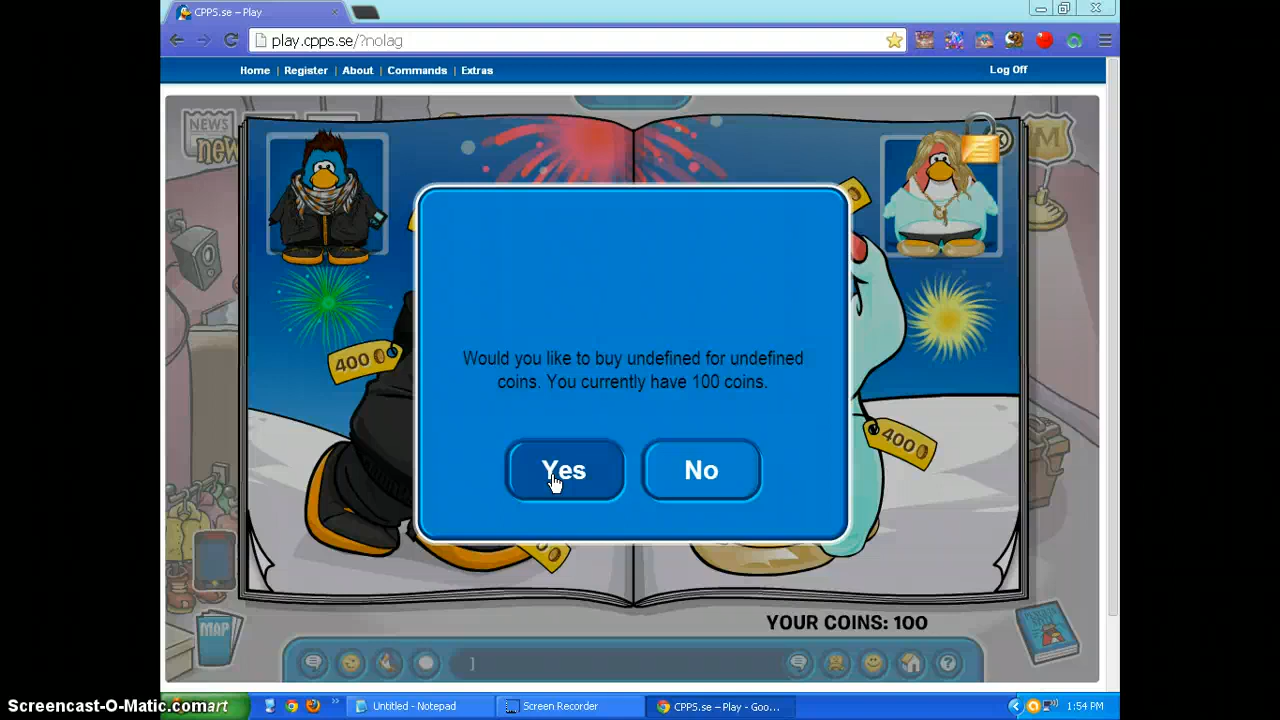 CPPS.se – Play
play.cpps.se/?nolag
Home | Register | About | Commands | Extras
Log Off
NEWS
new
M
400
Would you like to buy undefined for undefined
coins. You currently have 100 coins.
400
Yes
No
YOUR COINS: 100
MAP
]
?
Screencast-O-Matic.com
art
Untitled - Notepad
Screen Recorder
CPPS.se – Play - Goo...
1:54 PM